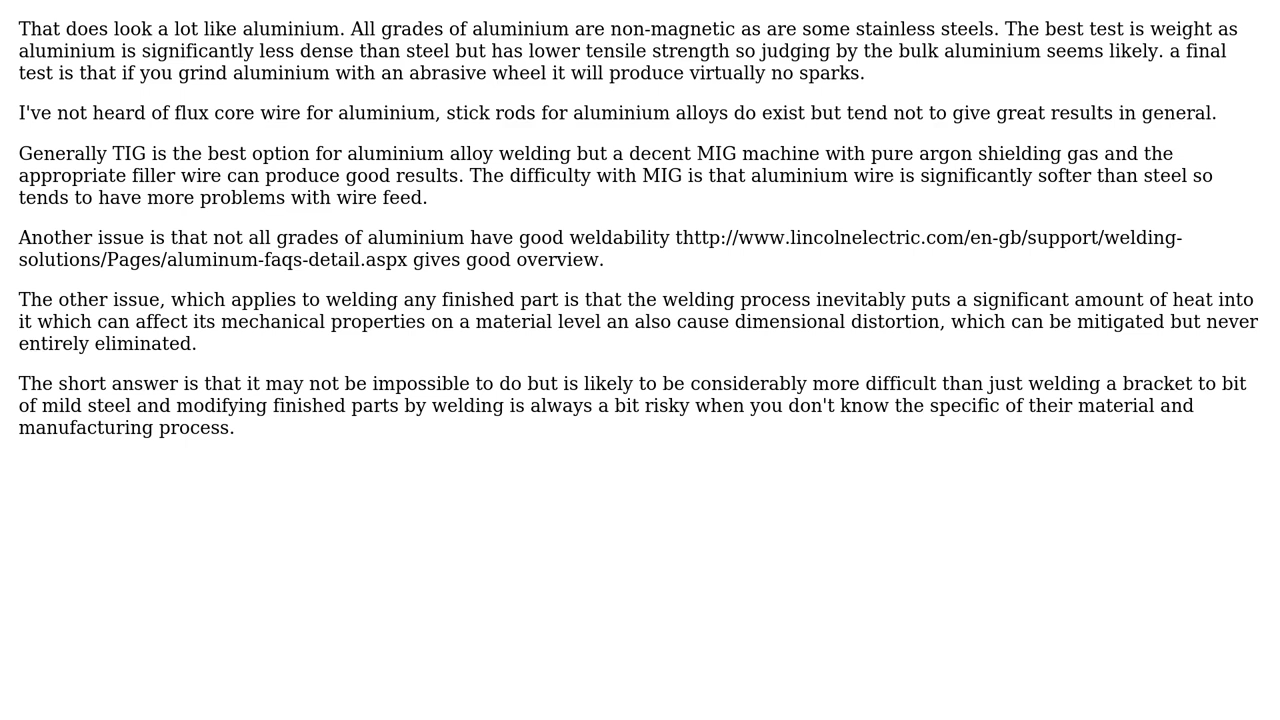 That does look a lot like aluminium. All grades of aluminium are non-magnetic as are some stainless steels. The best test is weight as
aluminium is significantly less dense than steel but has lower tensile strength so judging by the bulk aluminium seems likely. a final
test is that if you grind aluminium with an abrasive wheel it will produce virtually no sparks.
I've not heard of flux core wire for aluminium, stick rods for aluminium alloys do exist but tend not to give great results in general.
Generally TIG is the best option for aluminium alloy welding but a decent MIG machine with pure argon shielding gas and the
appropriate filler wire can produce good results. The difficulty with MIG is that aluminium wire is significantly softer than steel so
tends to have more problems with wire feed.
Another issue is that not all grades of aluminium have good weldability thttp://www.lincolnelectric.com/en-gb/support/welding-
solutions/Pages/aluminum-faqs-detail.aspx gives good overview.
The other issue, which applies to welding any finished part is that the welding process inevitably puts a significant amount of heat into
it which can affect its mechanical properties on a material level an also cause dimensional distortion, which can be mitigated but never
entirely eliminated.
The short answer is that it may not be impossible to do but is likely to be considerably more difficult than just welding a bracket to bit
of mild steel and modifying finished parts by welding is always a bit risky when you don't know the specific of their material and
manufacturing process.